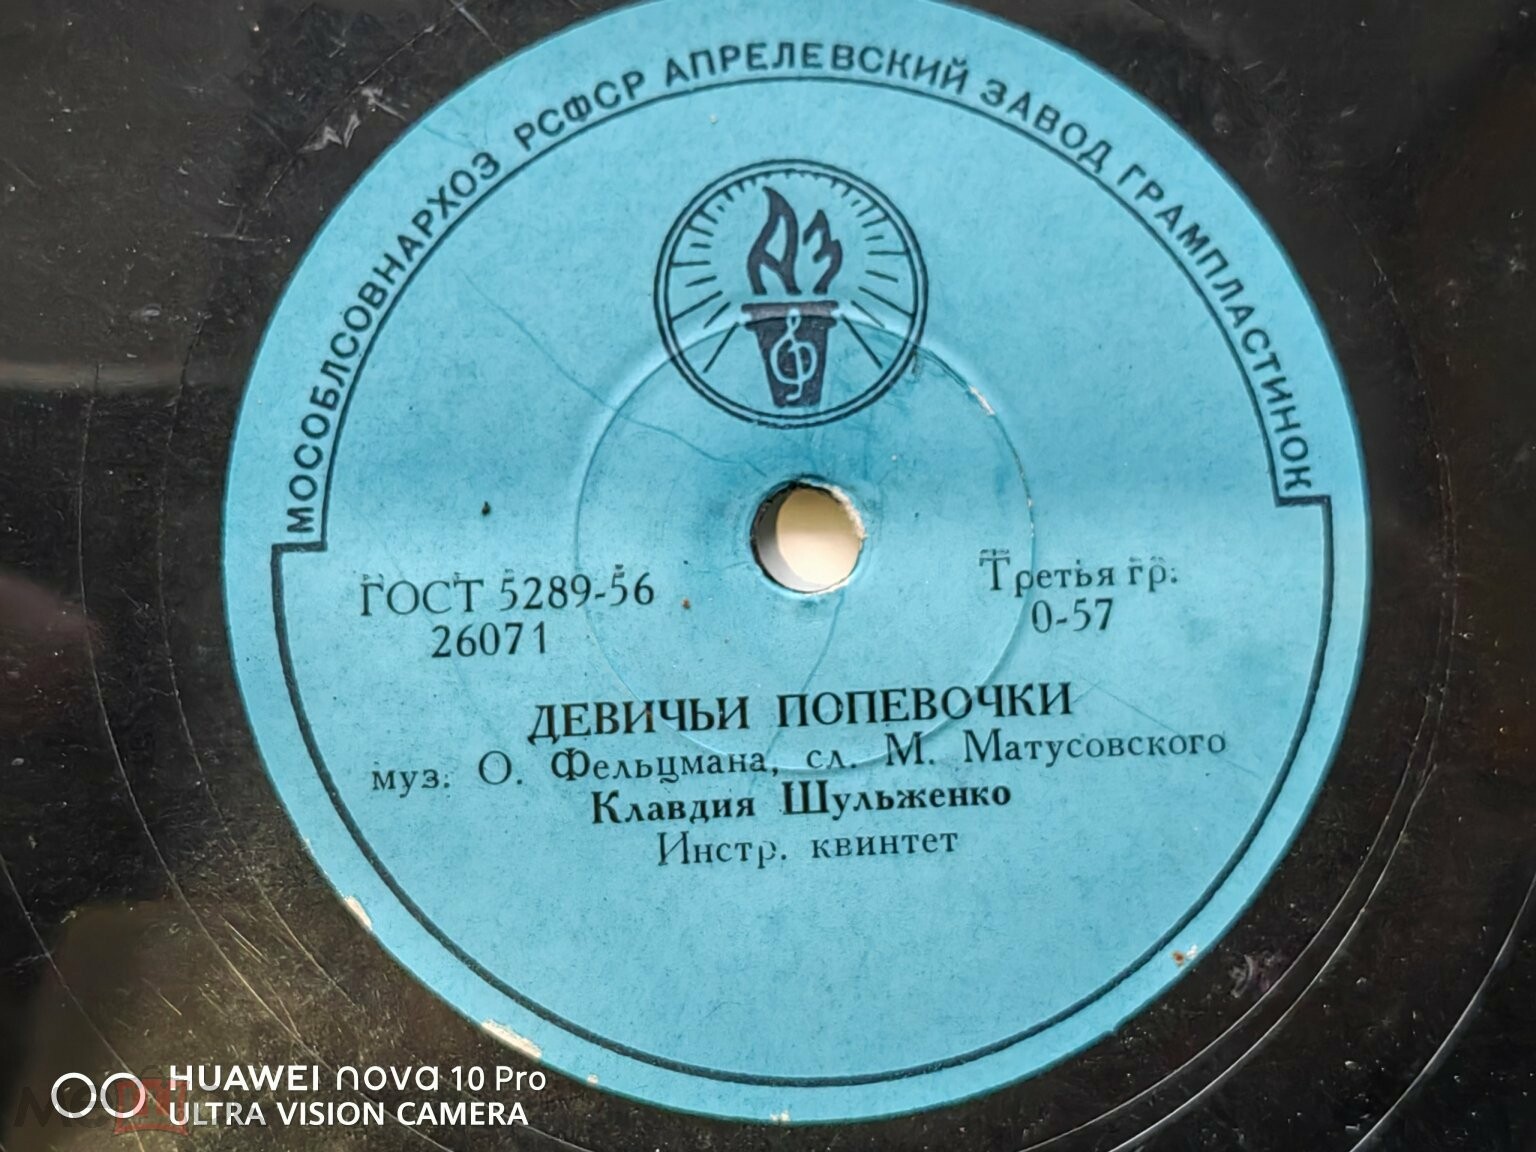 МОСОБЛСОВНАРХОЗ РСФСР АПРЕЛЕВСКИЙ ЗАВОД ГРАМПЛАСТИНОК
АЗ
ГОСТ 5289-56
26071
Третья гр.
0-57
ДЕВИЧЬИ ПОПЕВОЧКИ
муз. О. Фельцмана, сл. М. Матусовского
Клавдия Шульженко
Инстр. квинтет
HUAWEI nova 10 Pro
ULTRA VISION CAMERA